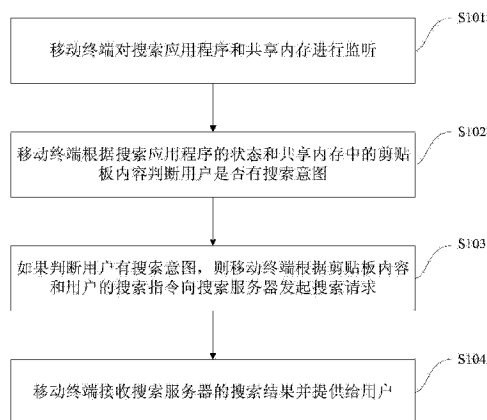 S101
移动终端对搜索应用程序和共享内存进行监听
S102
移动终端根据搜索应用程序的状态和共享内存中的剪贴
板内容判断用户是否有搜索意图
S103
如果判断用户有搜索意图，则移动终端根据剪贴板内容
和用户的搜索指令向搜索服务器发起搜索请求
S104
移动终端接收搜索服务器的搜索结果并提供给用户